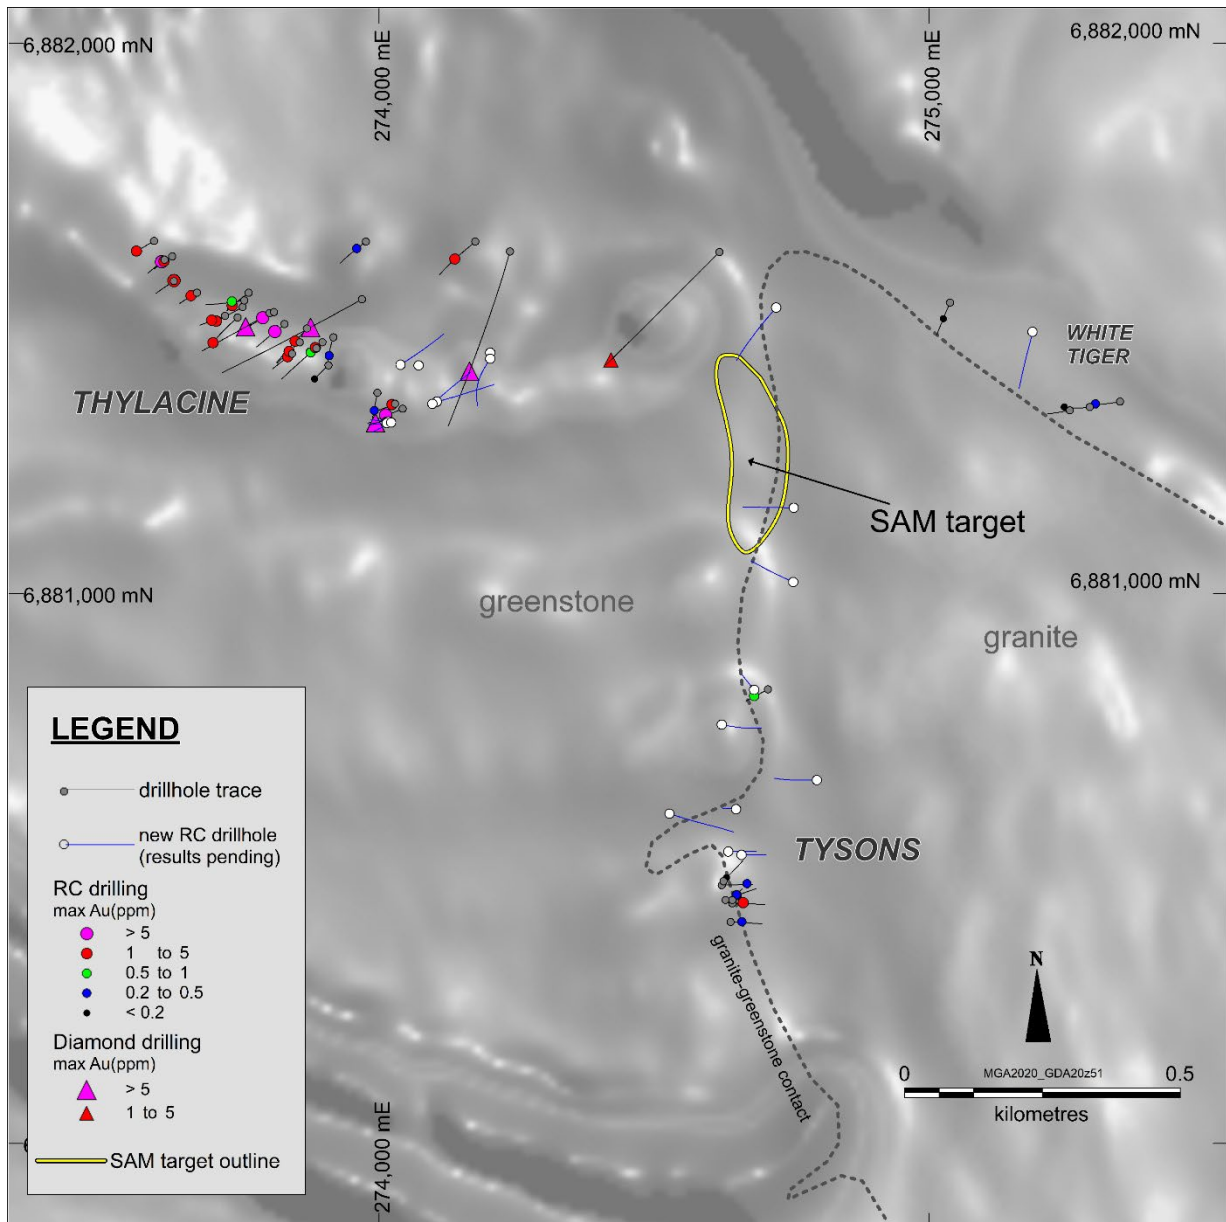 6,882,000 mN
274,000 mE
275,000 mE
6,882,000 mN
WHITE
TIGER
THYLACINE
SAM target
6,881,000 mN
6,881,000 mN
greenstone
granite
TYSONS
granite-greenstone contact
LEGEND
drillhole trace
new RC drillhole
(results pending)
RC drilling
max Au(ppm)
> 5
1 to 5
0.5 to 1
0.2 to 0.5
< 0.2
Diamond drilling
max Au(ppm)
> 5
1 to 5
SAM target outline
274,000 mE
N
0 MGA2020_GDA20z51 0.5
kilometres